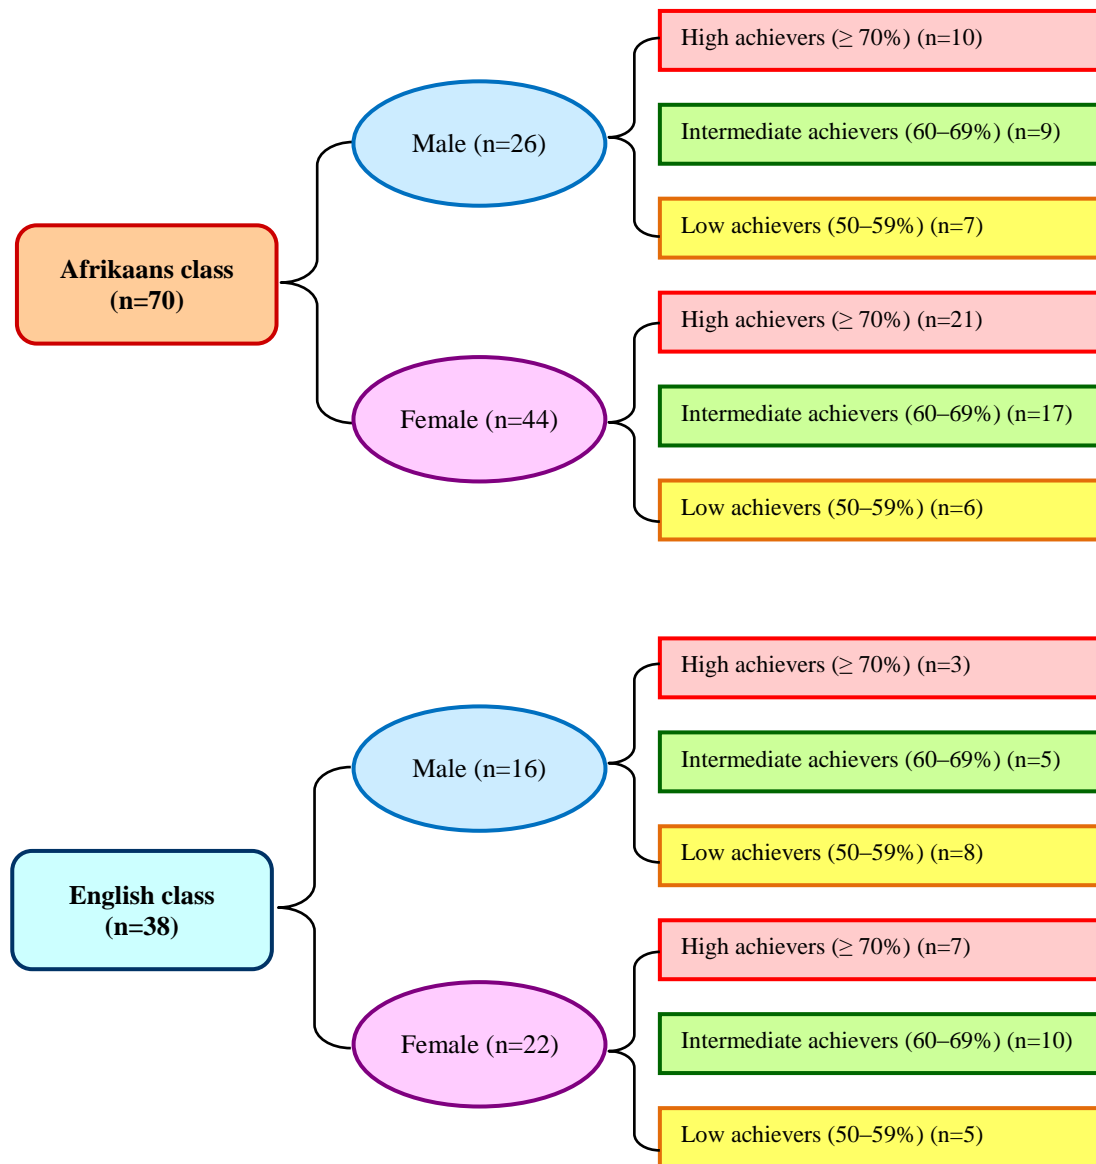 High achievers (≥ 70%) (n=10)
Male (n=26)
Intermediate achievers (60–69%) (n=9)
Low achievers (50–59%) (n=7)
Afrikaans class
(n=70)
High achievers (≥ 70%) (n=21)
Female (n=44)
Intermediate achievers (60–69%) (n=17)
Low achievers (50–59%) (n=6)
High achievers (≥ 70%) (n=3)
Male (n=16)
Intermediate achievers (60–69%) (n=5)
Low achievers (50–59%) (n=8)
English class
(n=38)
High achievers (≥ 70%) (n=7)
Female (n=22)
Intermediate achievers (60–69%) (n=10)
Low achievers (50–59%) (n=5)